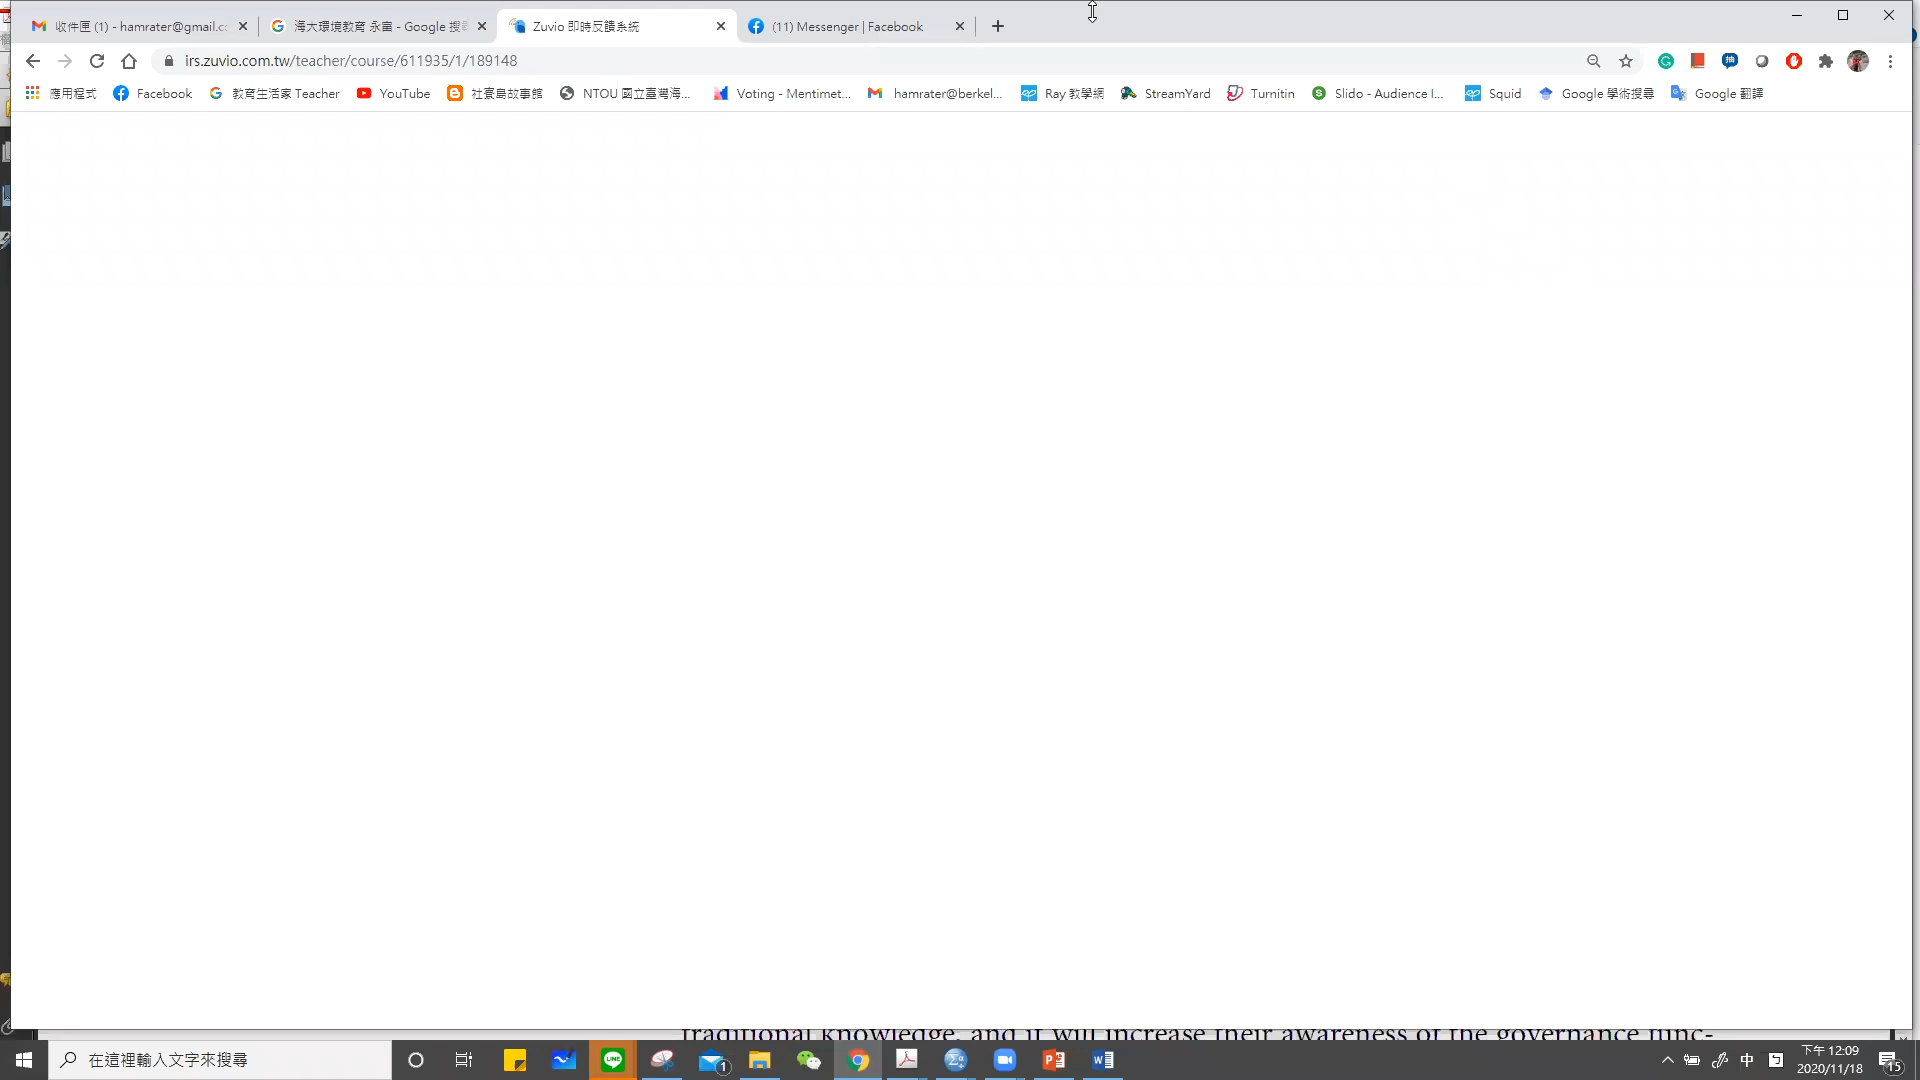 收件匣 (1) - hamrater@gmail.c
海大環境教育 永畜 - Google 搜
Zuvio 即時反饋系統
(11) Messenger | Facebook
irs.zuvio.com.tw/teacher/course/611935/1/189148
應用程式
Facebook
教育生活家 Teacher
YouTube
社寮島故事館
NTOU 國立臺灣海...
Voting - Mentimet...
hamrater@berkel...
Ray 教學網
StreamYard
Turnitin
Slido - Audience I...
Squid
Google 學術搜尋
Google 翻譯
traditional knowledge, and it will increase their awareness of the governance func-
在這裡輸入文字來搜尋
LINE
1
中
下午 12:09
2020/11/18
15